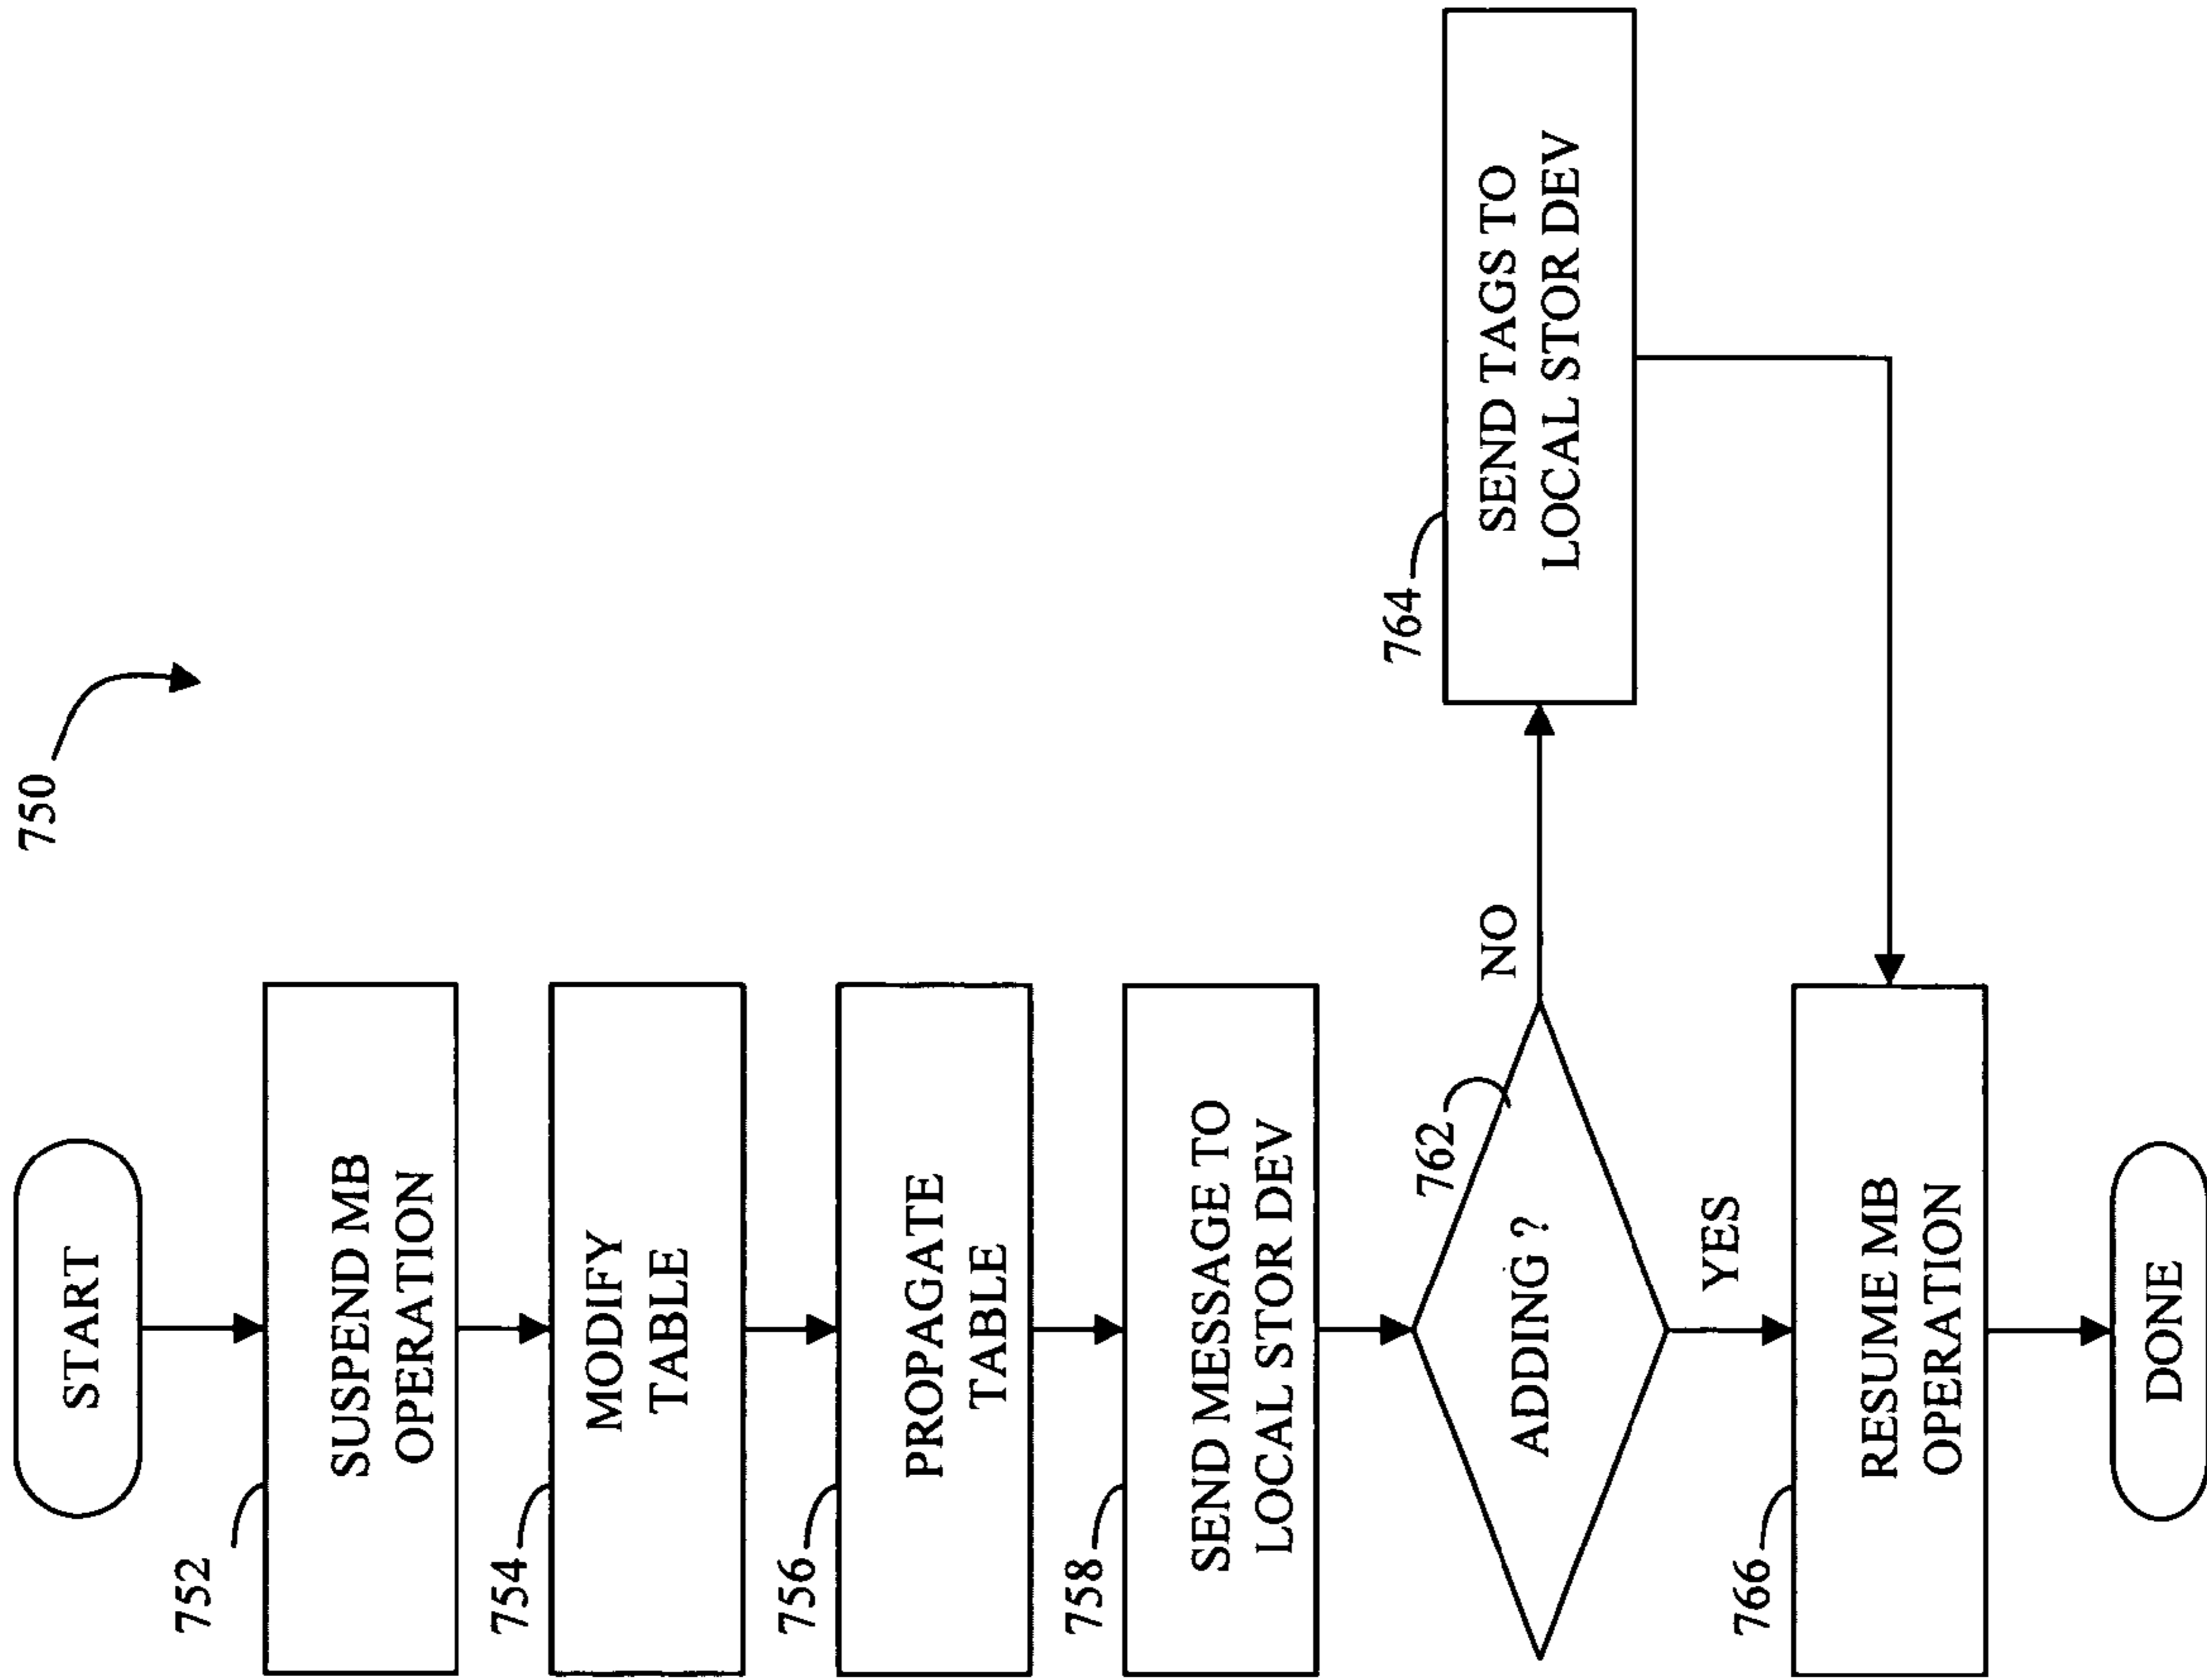 750
START
752
SUSPEND MB
OPERATION
754
MODIFY
TABLE
756
PROPAGATE
TABLE
758
SEND MESSAGE TO
LOCAL STOR DEV
762
ADDING ?
NO
764
SEND TAGS TO
LOCAL STOR DEV
YES
766
RESUME MB
OPERATION
DONE